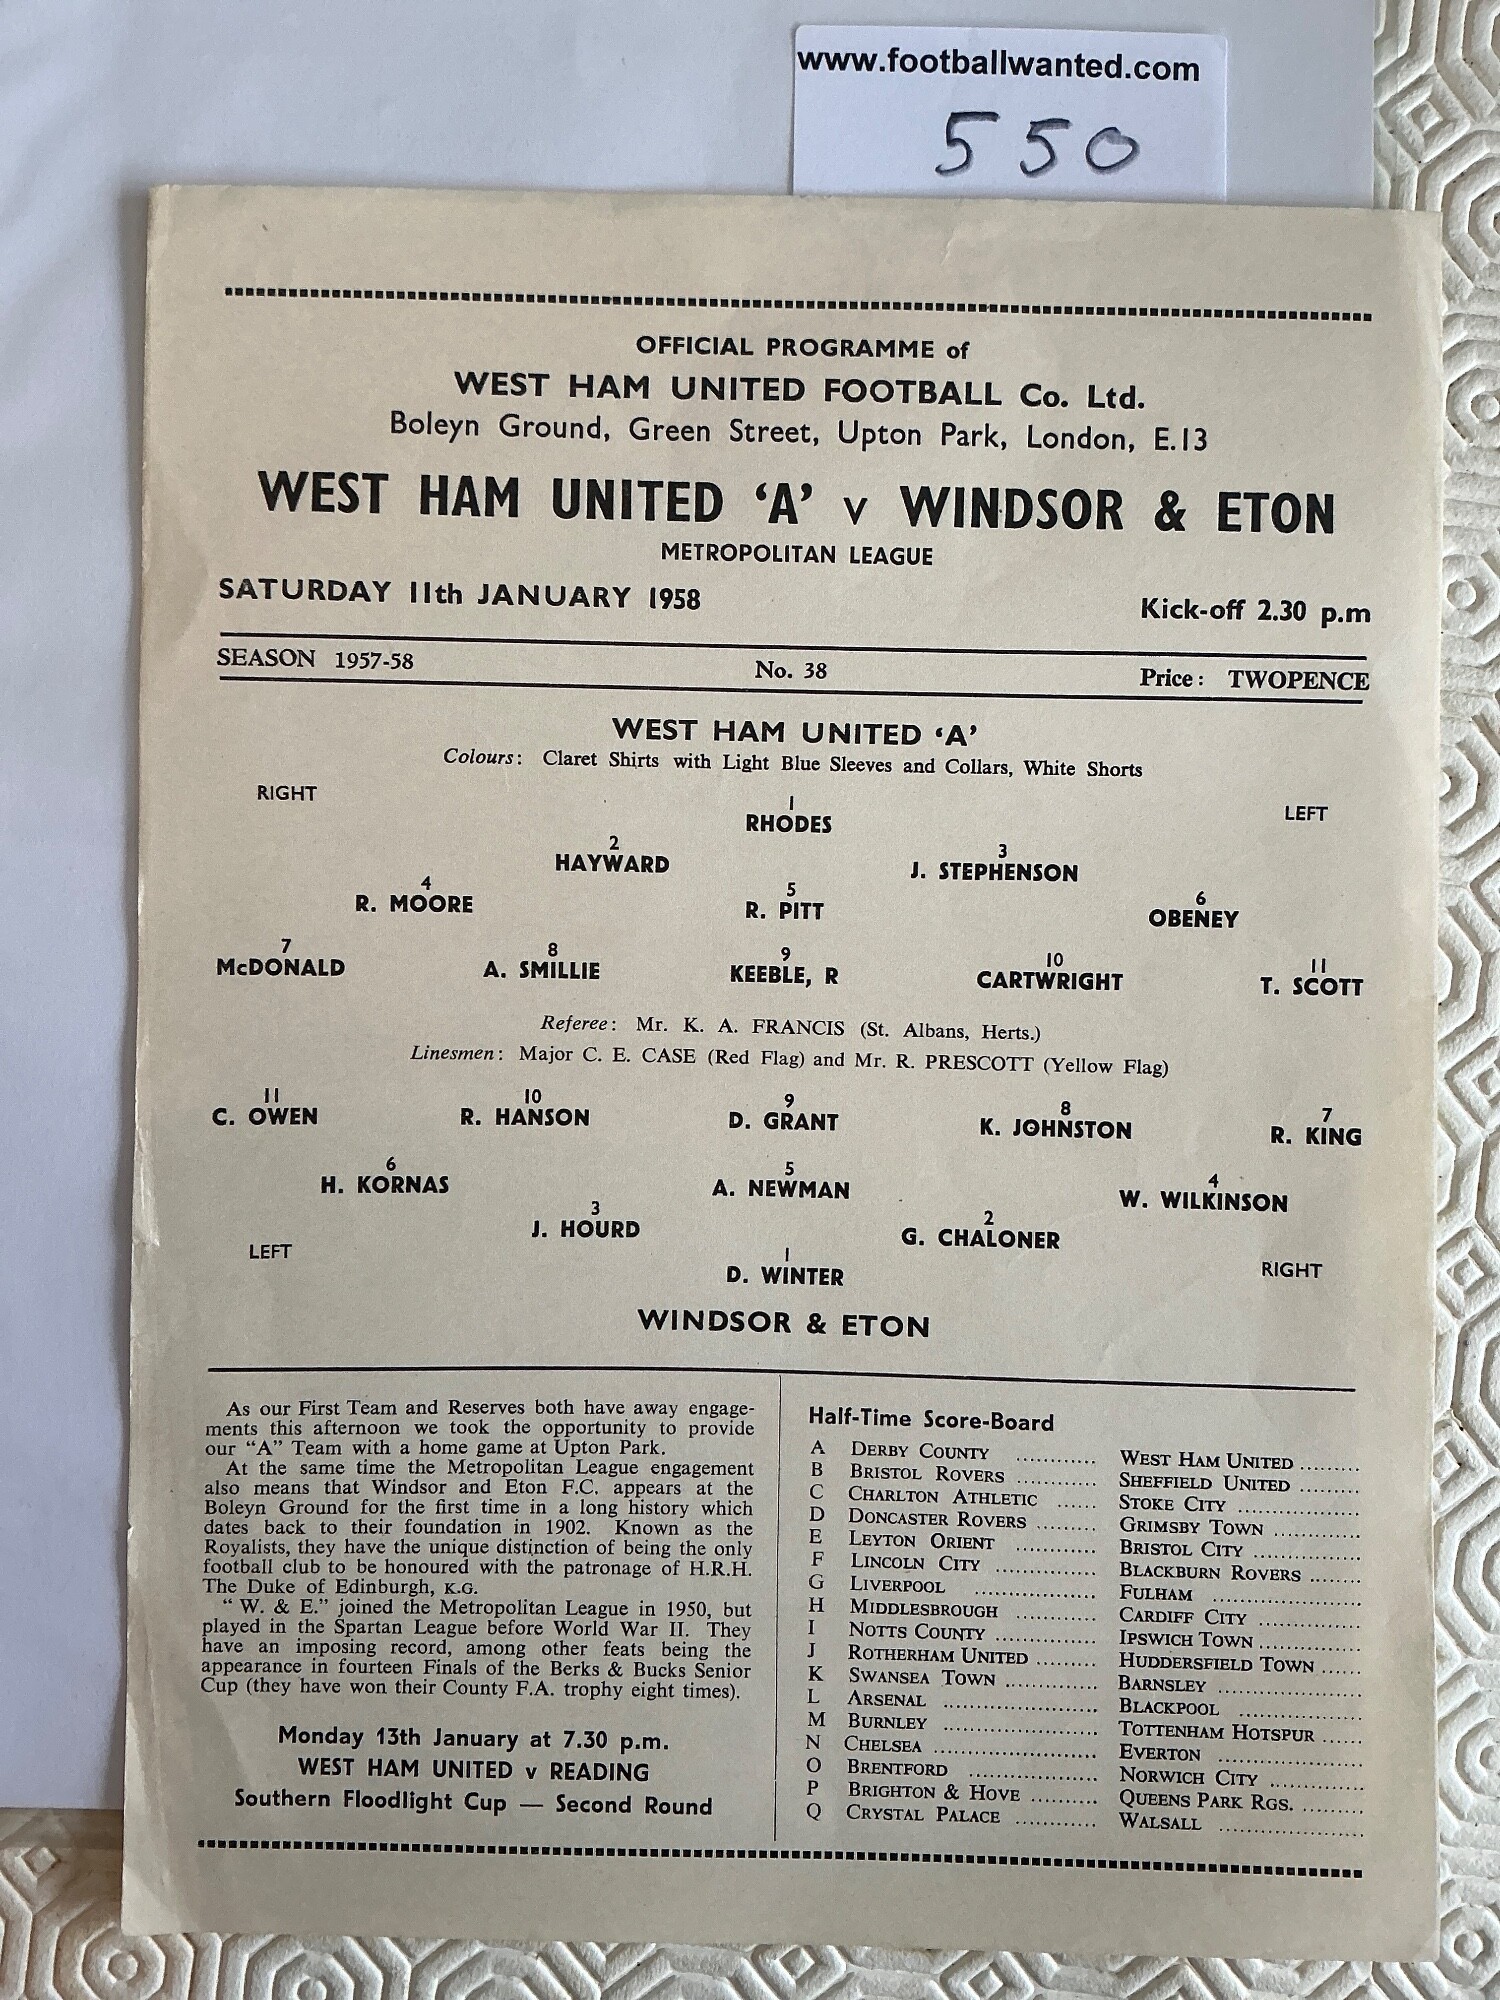 www.footballwanted.com
550
OFFICIAL PROGRAMME of
WEST HAM UNITED FOOTBALL Co. Ltd.
Boleyn Ground, Green Street, Upton Park, London, E.13
WEST HAM UNITED ‘A’ v WINDSOR & ETON
METROPOLITAN LEAGUE
SATURDAY 11th JANUARY 1958 Kick-off 2.30 p.m
SEASON 1957-58 No. 38 Price: TWOPENCE
WEST HAM UNITED ‘A’
Colours: Claret Shirts with Light Blue Sleeves and Collars, White Shorts
RIGHT LEFT
1
RHODES
2 3
HAYWARD J. STEPHENSON
4 5 6
R. MOORE R. PITT OBENEY
7 8 9 10 11
McDONALD A. SMILLIE KEEBLE, R CARTWRIGHT T. SCOTT
Referee: Mr. K. A. FRANCIS (St. Albans, Herts.)
Linesmen: Major C. E. CASE (Red Flag) and Mr. R. PRESCOTT (Yellow Flag)
11 10 9 8 7
C. OWEN R. HANSON D. GRANT K. JOHNSTON R. KING
6 5 4
H. KORNAS A. NEWMAN W. WILKINSON
3 2
J. HOURD G. CHALONER
LEFT 1 RIGHT
D. WINTER
WINDSOR & ETON
As our First Team and Reserves both have away engage-
ments this afternoon we took the opportunity to provide
our "A" Team with a home game at Upton Park.
At the same time the Metropolitan League engagement
also means that Windsor and Eton F.C. appears at the
Boleyn Ground for the first time in a long history which
dates back to their foundation in 1902. Known as the
Royalists, they have the unique distinction of being the only
football club to be honoured with the patronage of H.R.H.
The Duke of Edinburgh, K.G.
" W. & E." joined the Metropolitan League in 1950, but
played in the Spartan League before World War II. They
have an imposing record, among other feats being the
appearance in fourteen Finals of the Berks & Bucks Senior
Cup (they have won their County F.A. trophy eight times).
Monday 13th January at 7.30 p.m.
WEST HAM UNITED v READING
Southern Floodlight Cup — Second Round
Half-Time Score-Board
A DERBY COUNTY ............ WEST HAM UNITED .........
B BRISTOL ROVERS ............ SHEFFIELD UNITED .........
C CHARLTON ATHLETIC ...... STOKE CITY ..................
D DONCASTER ROVERS ......... GRIMSBY TOWN ............
E LEYTON ORIENT ............ BRISTOL CITY ...............
F LINCOLN CITY ............... BLACKBURN ROVERS ........
G LIVERPOOL .................. FULHAM .....................
H MIDDLESBROUGH ............ CARDIFF CITY ...............
I NOTTS COUNTY ............... IPSWICH TOWN ...............
J ROTHERHAM UNITED ......... HUDDERSFIELD TOWN ......
K SWANSEA TOWN .............. BARNSLEY .....................
L ARSENAL ....................... BLACKPOOL ..................
M BURNLEY ....................... TOTTENHAM HOTSPUR ......
N CHELSEA ......................... EVERTON .....................
O BRENTFORD .................... NORWICH CITY ..............
P BRIGHTON & HOVE .......... QUEENS PARK RGS. .........
Q CRYSTAL PALACE ............ WALSALL .....................